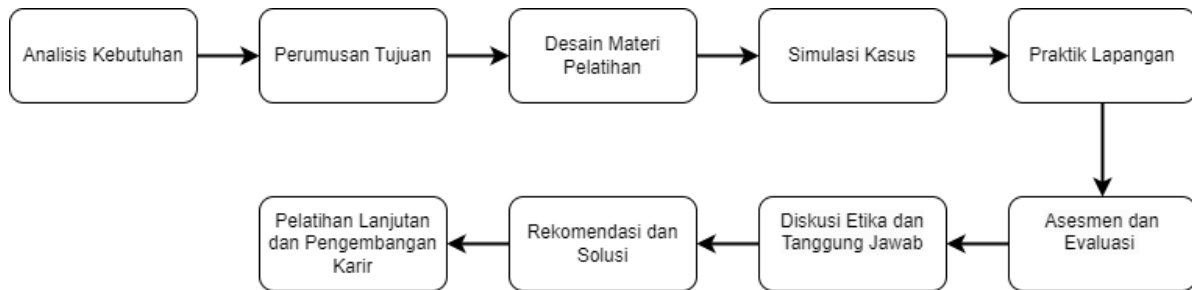 Analisis Kebutuhan
Perumusan Tujuan
Desain Materi
Pelatihan
Simulasi Kasus
Praktik Lapangan
Asesmen dan
Evaluasi
Diskusi Etika dan
Tanggung Jawab
Rekomendasi dan
Solusi
Pelatihan Lanjutan
dan Pengembangan
Karir